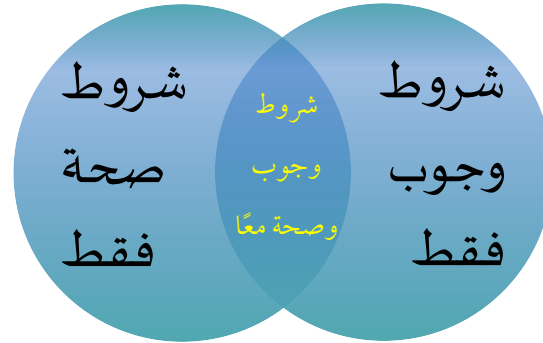 شروط
وجوب
فقط
شروط
وجوب
وصحة معًا
شروط
صحة
فقط